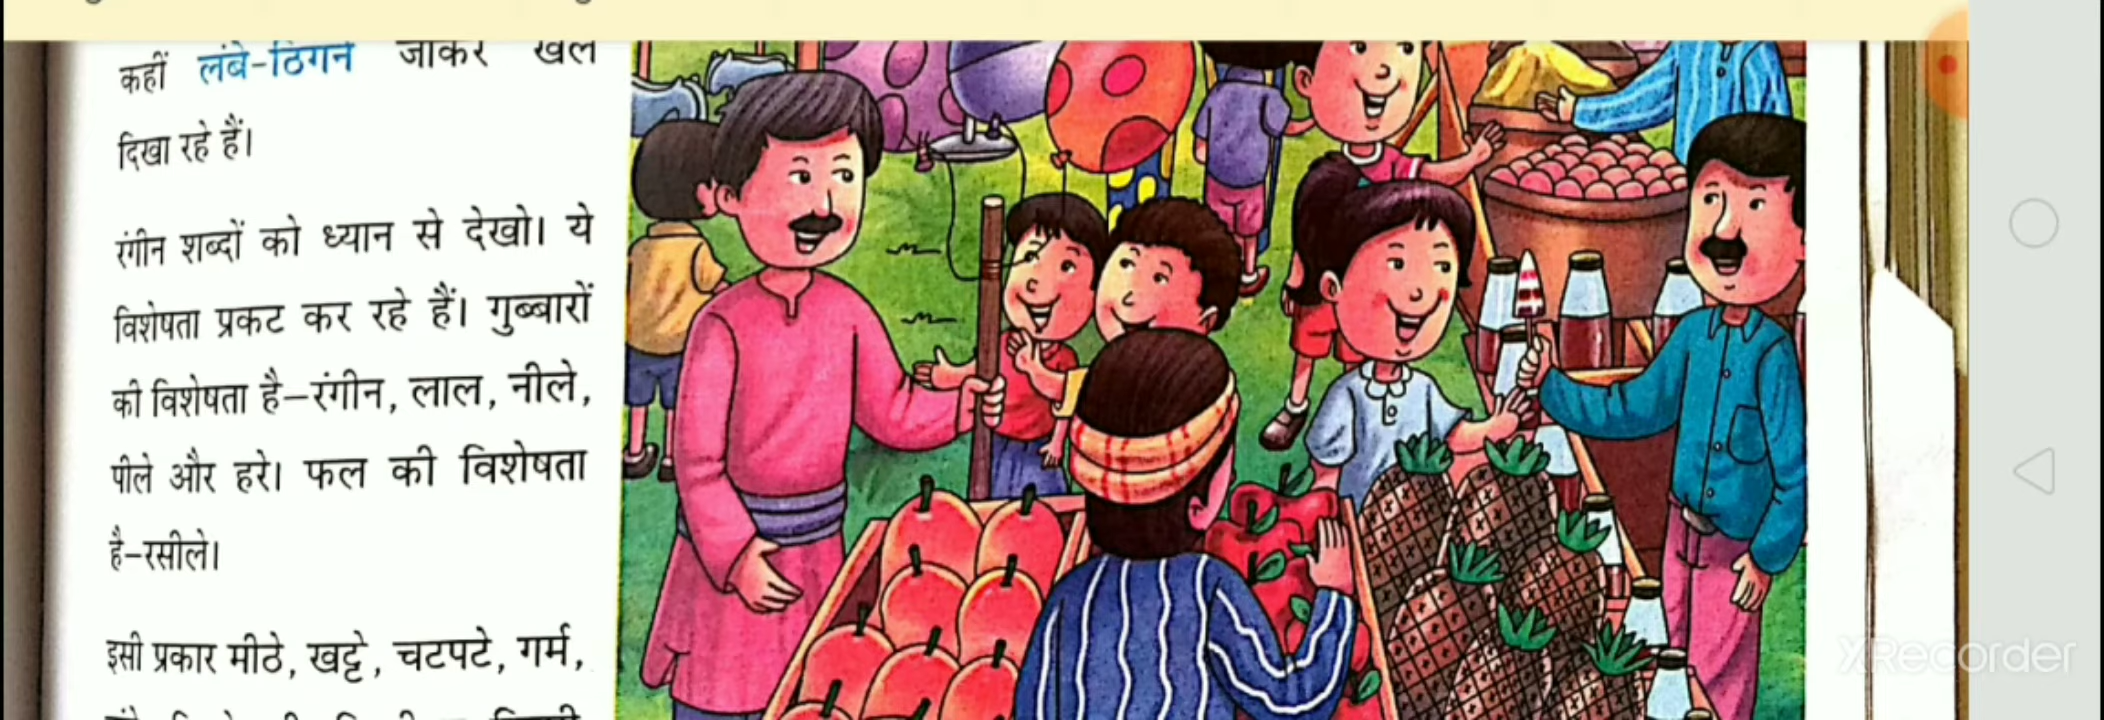 कहीं लंबे-ठिगने जोकर खेल
दिखा रहे हैं।
रंगीन शब्दों को ध्यान से देखो। ये
विशेषता प्रकट कर रहे हैं। गुब्बारों
की विशेषता है–रंगीन, लाल, नीले,
पीले और हरे। फल की विशेषता
है–रसीले।
इसी प्रकार मीठे, खट्टे, चटपटे, गर्म,
XRecorder